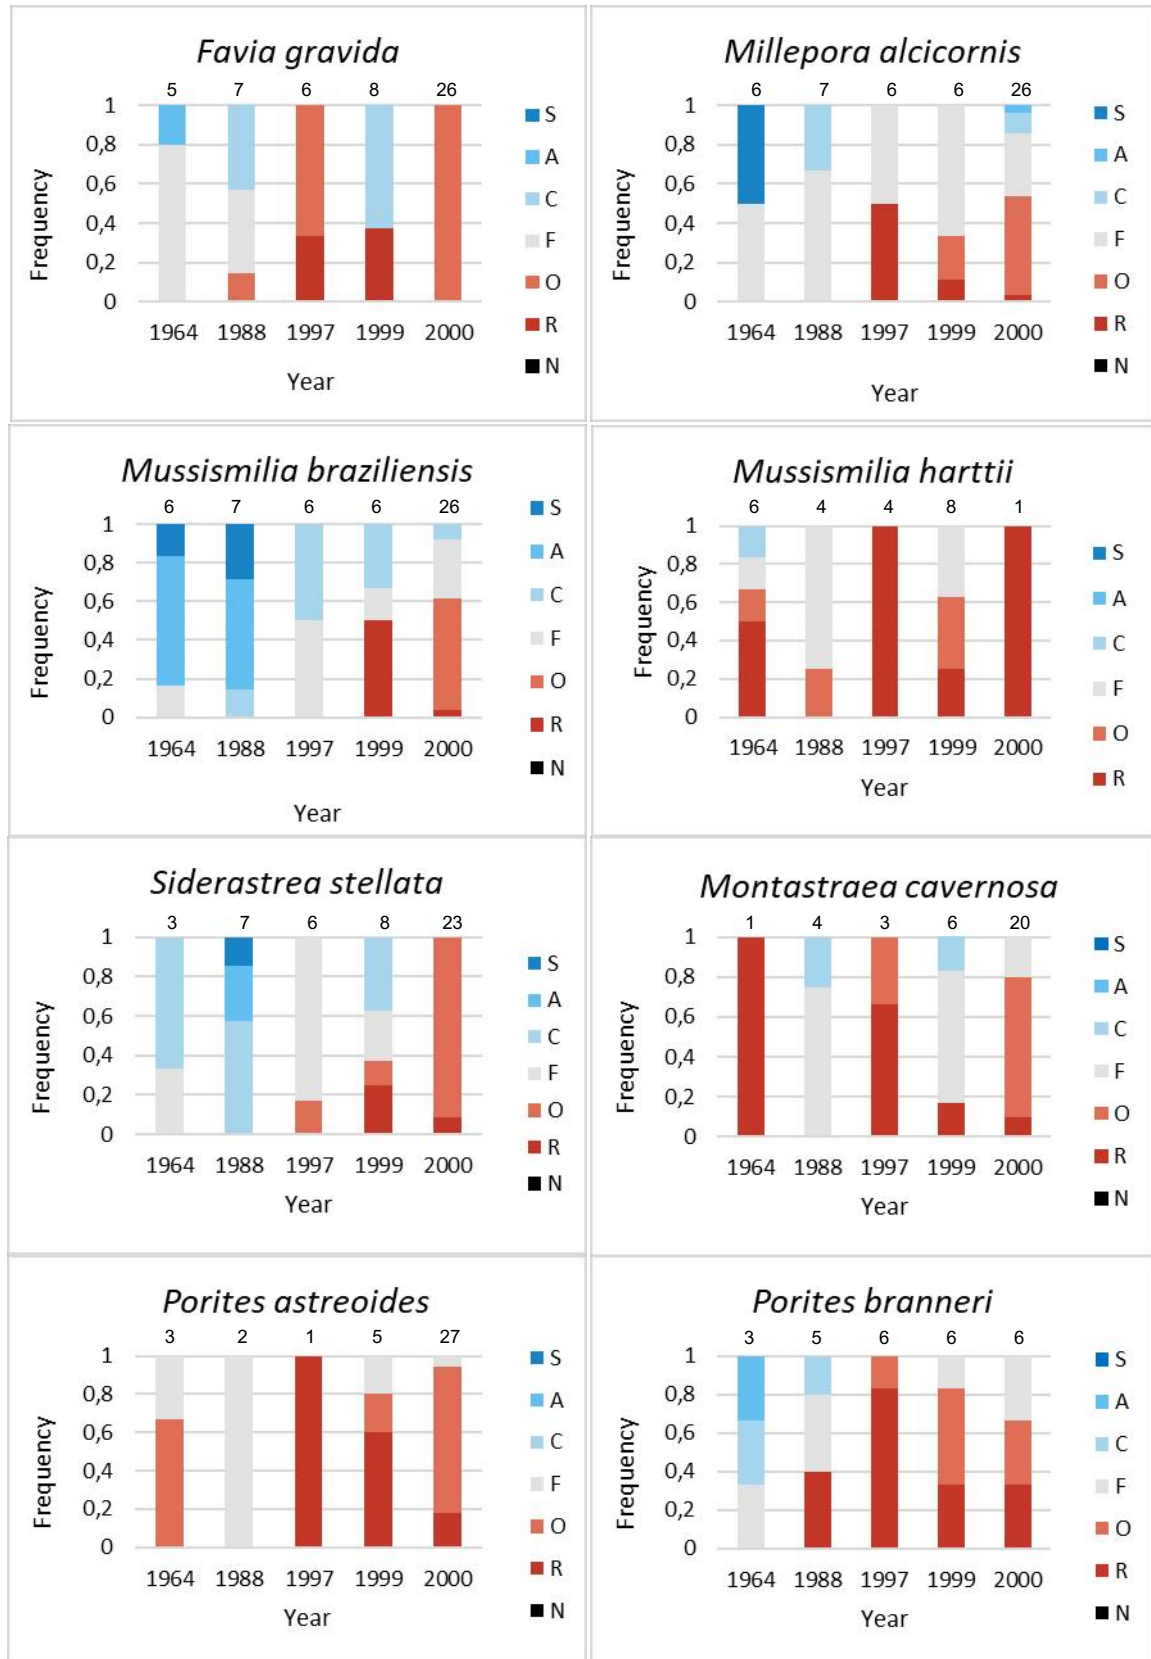 Favia gravida
5 7 6 8 26
1
0,8
0,6
0,4
0,2
0
Frequency
1964 1988 1997 1999 2000
Year
S
A
C
F
O
R
N
Millepora alcicornis
6 7 6 6 26
1
0,8
0,6
0,4
0,2
0
Frequency
1964 1988 1997 1999 2000
Year
S
A
C
F
O
R
N
Mussismilia braziliensis
6 7 6 6 26
1
0,8
0,6
0,4
0,2
0
Frequency
1964 1988 1997 1999 2000
Year
S
A
C
F
O
R
N
Mussismilia harttii
6 4 4 8 1
1
0,8
0,6
0,4
0,2
0
Frequency
1964 1988 1997 1999 2000
Year
S
A
C
F
O
R
Siderastrea stellata
3 7 6 8 23
1
0,8
0,6
0,4
0,2
0
Frequency
1964 1988 1997 1999 2000
Year
S
A
C
F
O
R
N
Montastraea cavernosa
1 4 3 6 20
1
0,8
0,6
0,4
0,2
0
Frequency
1964 1988 1997 1999 2000
Year
S
A
C
F
O
R
N
Porites astreoides
3 2 1 5 27
1
0,8
0,6
0,4
0,2
0
Frequency
1964 1988 1997 1999 2000
Year
S
A
C
F
O
R
N
Porites branneri
3 5 6 6 6
1
0,8
0,6
0,4
0,2
0
Frequency
1964 1988 1997 1999 2000
Year
S
A
C
F
O
R
N